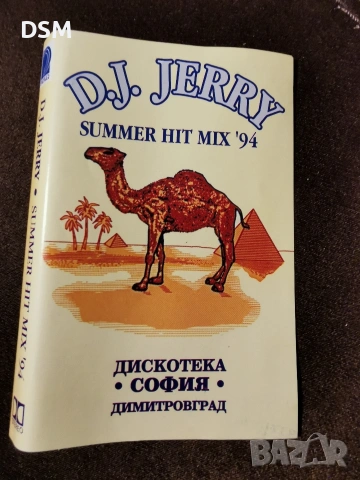 DSM
D.J. JERRY
SUMMER HIT MIX '94
D.J. JERRY • SUMMER HIT MIX '94
ДИСКОТЕКА
• СОФИЯ •
ДИМИТРОВГРАД
BAZAR